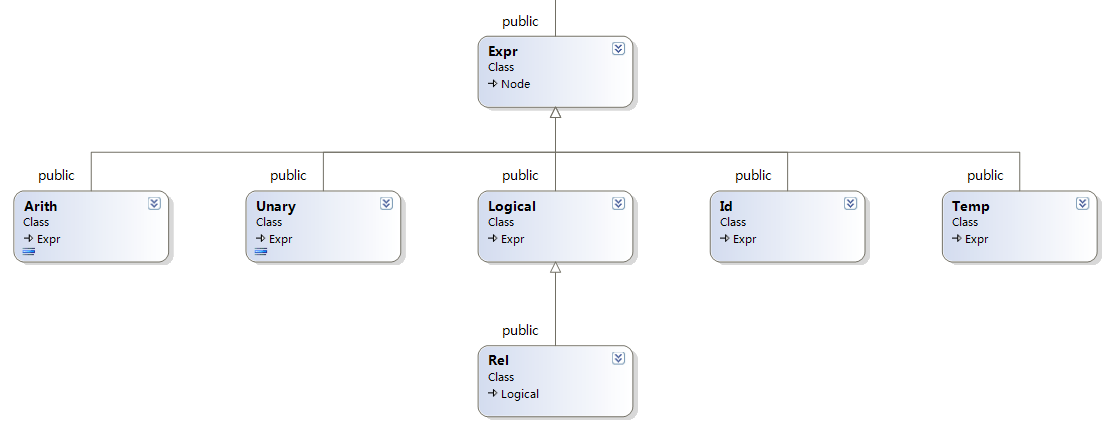 public
Expr
Class
Node
public
public
public
public
public
Arith
Class
Expr
Unary
Class
Expr
Logical
Class
Expr
Id
Class
Expr
Temp
Class
Expr
public
Rel
Class
Logical